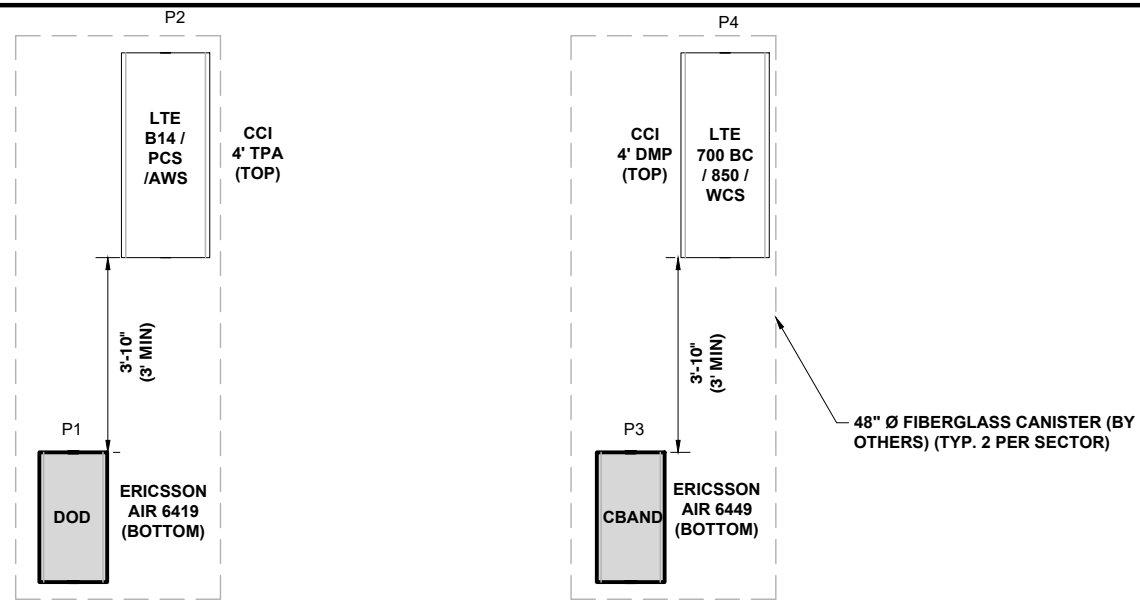 P2
LTE
B14 /
PCS
/AWS
CCI
4' TPA
(TOP)
3'-10"
(3' MIN)
P1
DOD
ERICSSON
AIR 6419
(BOTTOM)
P4
CCI
4' DMP
(TOP)
LTE
700 BC
/ 850 /
WCS
3'-10"
(3' MIN)
P3
CBAND
ERICSSON
AIR 6449
(BOTTOM)
48" Ø FIBERGLASS CANISTER (BY
OTHERS) (TYP. 2 PER SECTOR)